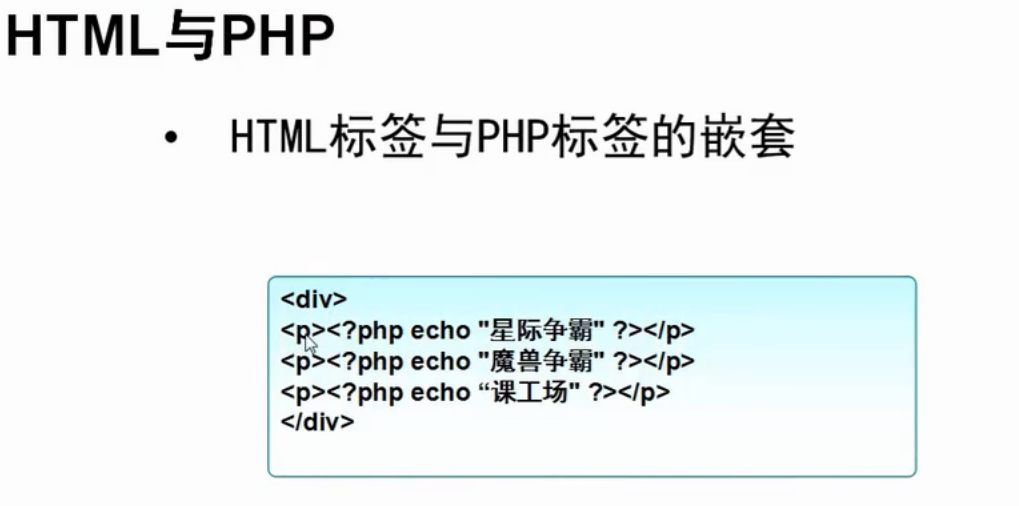 HTML与PHP
• HTML标签与PHP标签的嵌套
<div>
<p><?php echo "星际争霸" ?></p>
<p><?php echo "魔兽争霸" ?></p>
<p><?php echo “课工场" ?></p>
</div>